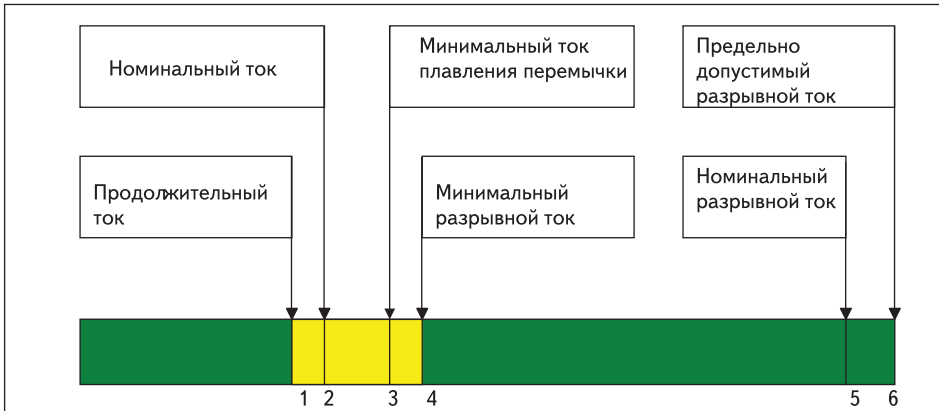 Номинальный ток
Минимальный ток
плавления перемычки
Предельно
допустимый
разрывной ток
Продолжительный
ток
Минимальный
разрывной ток
Номинальный
разрывной ток
1 2 3 4 5 6